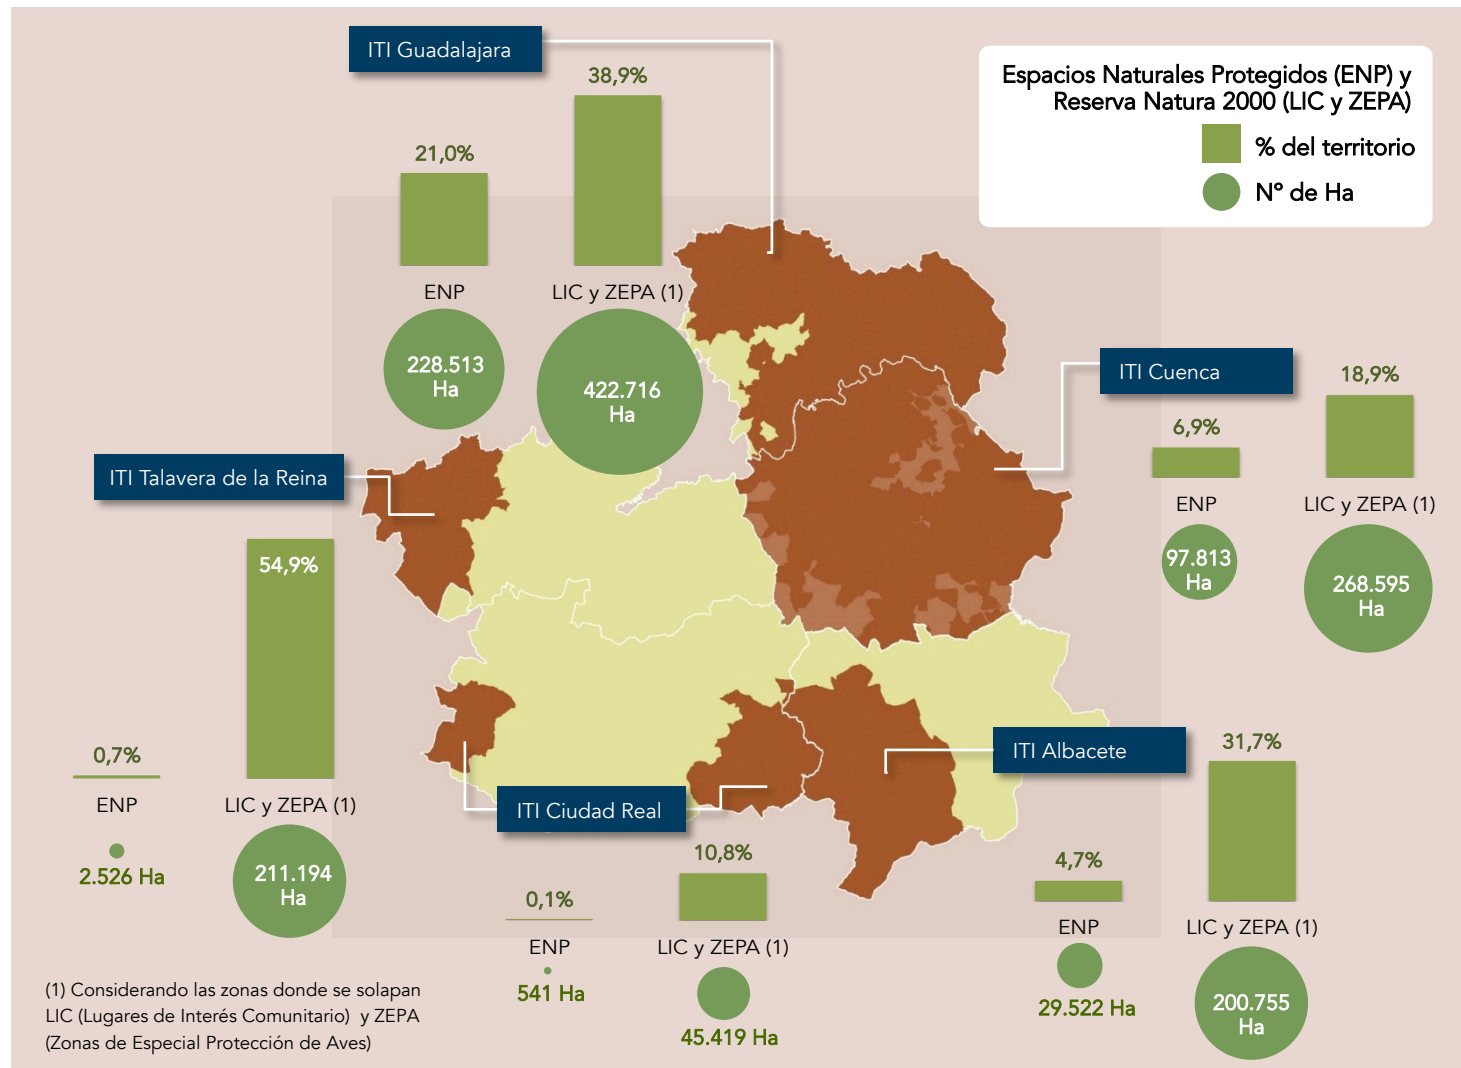 ITI Guadalajara
Espacios Naturales Protegidos (ENP) y
Reserva Natura 2000 (LIC y ZEPA)
% del territorio
Nº de Ha
38,9%
21,0%
ENP
LIC y ZEPA (1)
228.513
Ha
422.716
Ha
ITI Cuenca
18,9%
6,9%
ENP
LIC y ZEPA (1)
97.813
Ha
268.595
Ha
ITI Talavera de la Reina
54,9%
0,7%
ENP
LIC y ZEPA (1)
2.526 Ha
211.194
Ha
ITI Ciudad Real
10,8%
0,1%
ENP
LIC y ZEPA (1)
541 Ha
45.419 Ha
ITI Albacete
31,7%
4,7%
ENP
LIC y ZEPA (1)
29.522 Ha
200.755
Ha
(1) Considerando las zonas donde se solapan
LIC (Lugares de Interés Comunitario) y ZEPA
(Zonas de Especial Protección de Aves)